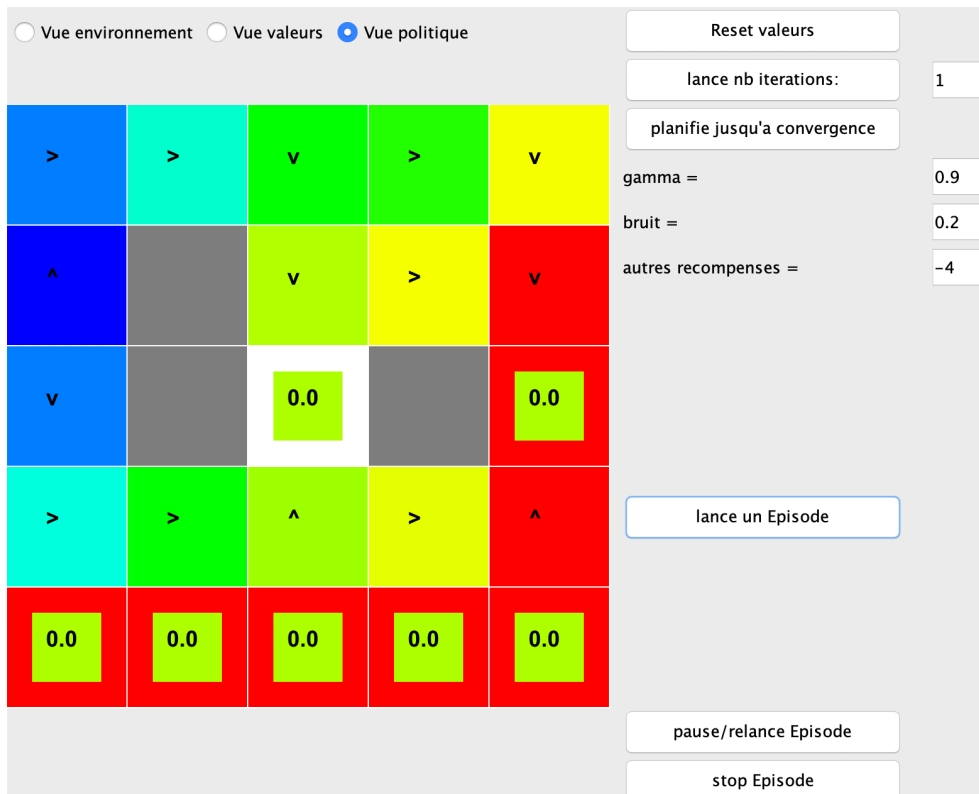 Vue environnement Vue valeurs Vue politique
Reset valeurs
lance nb iterations: 1
planifie jusqu'a convergence
gamma = 0.9
bruit = 0.2
autres recompenses = -4
> > v > v
^ v > v
v 0.0 0.0
> > ^ > ^
lance un Episode
0.0 0.0 0.0 0.0 0.0
pause/relance Episode
stop Episode